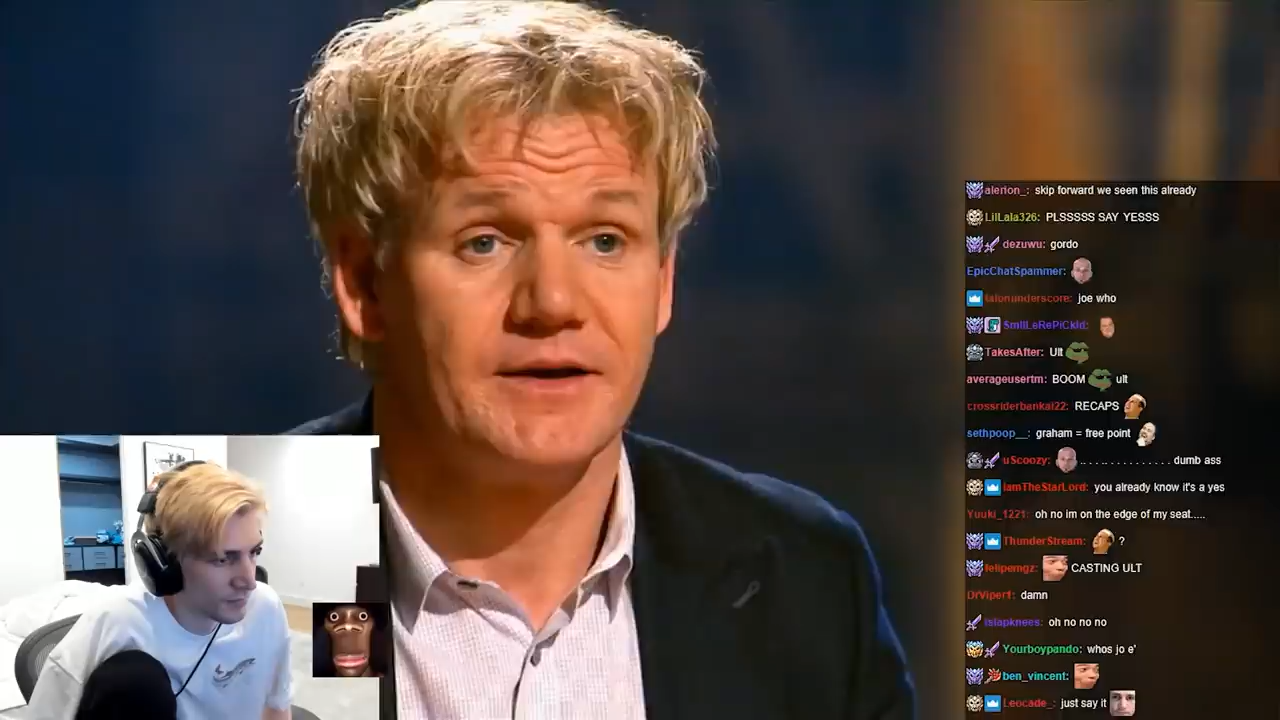 alerion_: skip forward we seen this already
LilLala326: PLSSSSS SAY YESSS
dezuwu: gordo
EpicChatSpammer:
joe who
SmilLeRePiCkld:
TakesAfter: Ult
averageusertm: BOOM ult
crossriderbankai22: RECAPS
sethpoop__: graham = free point
uScoozy: . . . . . . . . . . . . . . dumb ass
iamTheStarLord: you already know it's a yes
Yuuki_1221: oh no im on the edge of my seat.....
ThunderStream: ?
felipemgz: CASTING ULT
DrViper1: damn
islapknees: oh no no no
Yourboypando: whos jo e'
ben_vincent:
Leocade_: just say it